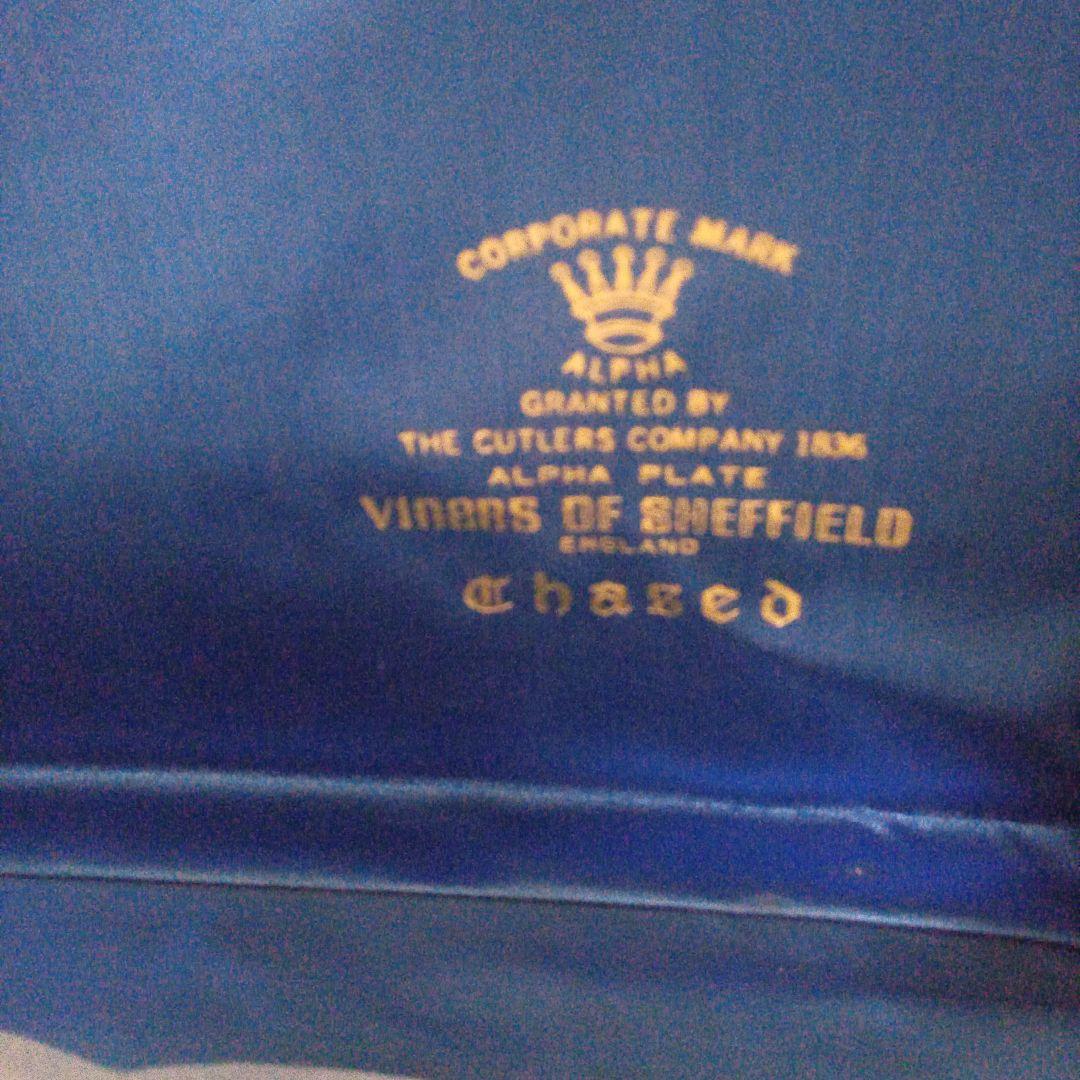 CORPORATE MARK
ALPHA
GRANTED BY
THE CUTLERS COMPANY 1836
ALPHA PLATE
VINERS OF SHEFFIELD
ENGLAND
Chased